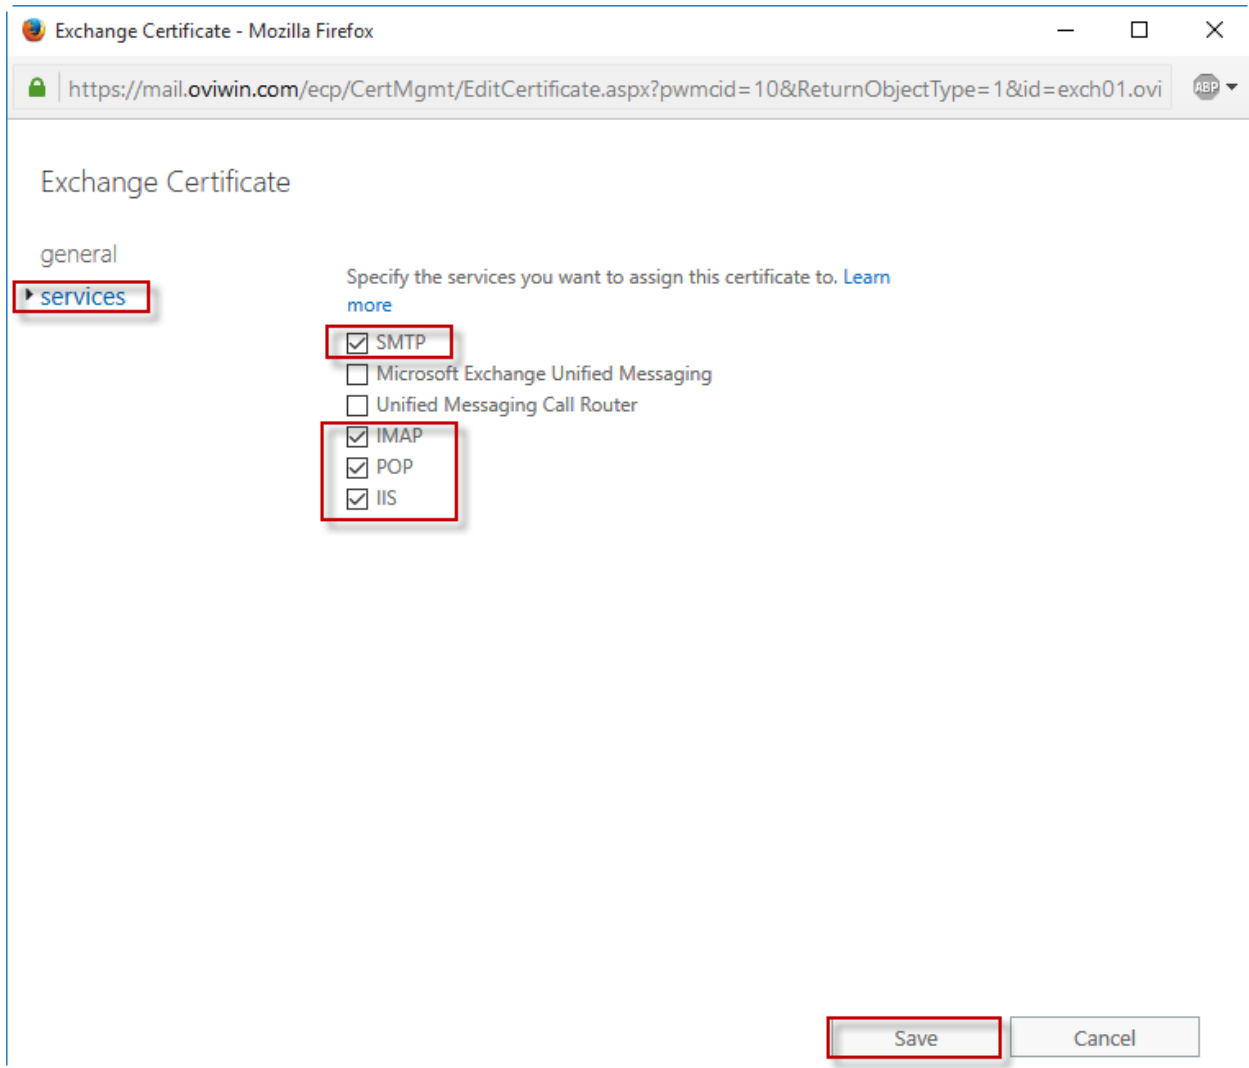 Exchange Certificate - Mozilla Firefox
https://mail.oviwin.com/ecp/CertMgmt/EditCertificate.aspx?pwmcid=10&ReturnObjectType=1&id=exch01.ovi
ABP
Exchange Certificate
general
services
Specify the services you want to assign this certificate to. Learn
more
SMTP
Microsoft Exchange Unified Messaging
Unified Messaging Call Router
IMAP
POP
IIS
Save
Cancel